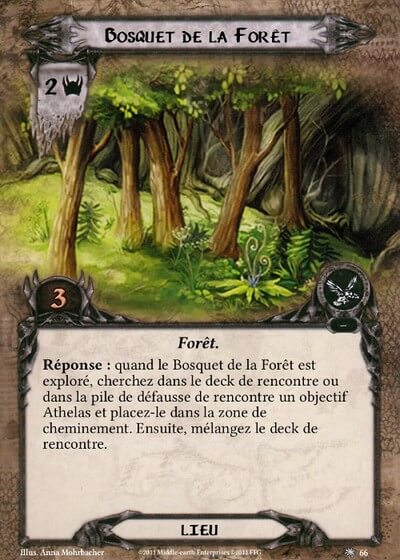 Bosquet de la Forêt
2
3
–
Forêt.
Réponse : quand le Bosquet de la Forêt est
exploré, cherchez dans le deck de rencontre ou
dans la pile de défausse de rencontre un objectif
Athelas et placez-le dans la zone de
cheminement. Ensuite, mélangez le deck de
rencontre.
LIEU
Illus. Anna Mohrbacher ©2011 Middle-earth Enterprises ©2011 FFG 66